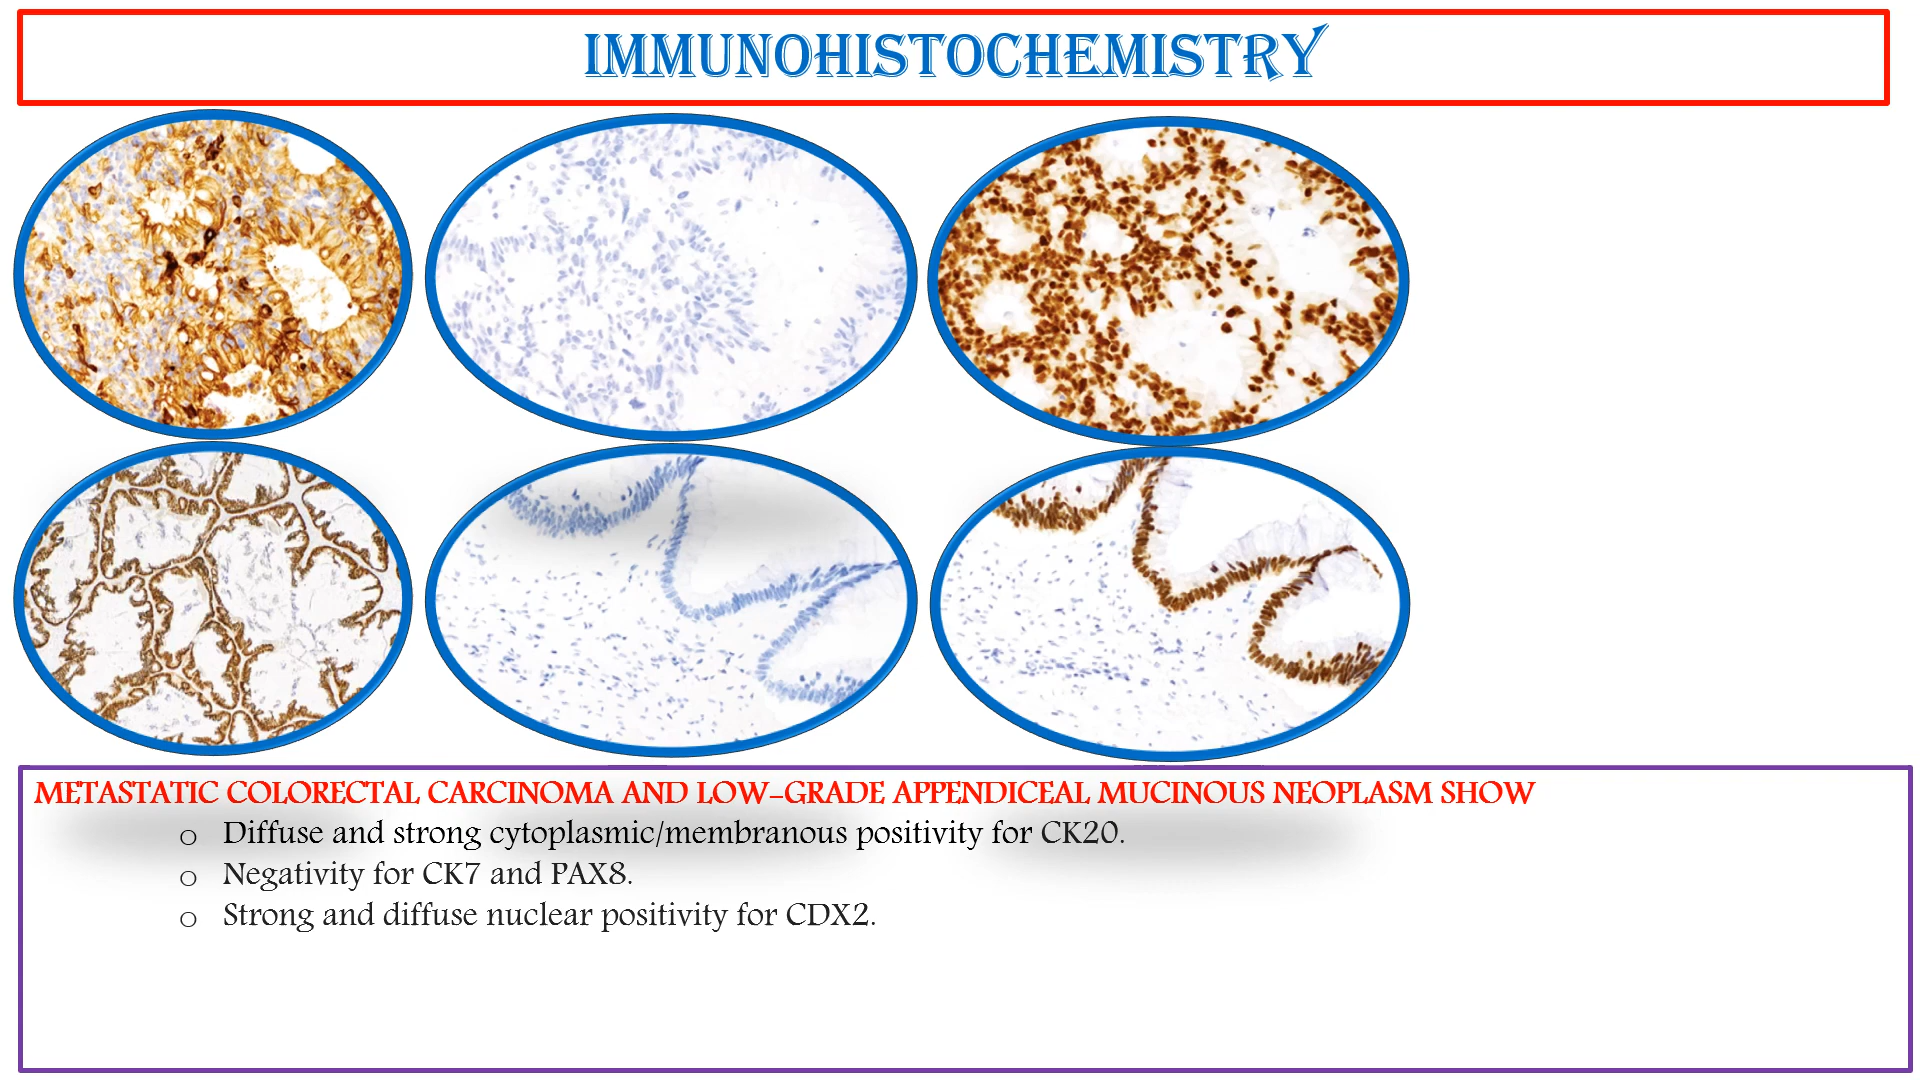 IMMUNOHISTOCHEMISTRY
METASTATIC COLORECTAL CARCINOMA AND LOW-GRADE APPENDICEAL MUCINOUS NEOPLASM SHOW
o Diffuse and strong cytoplasmic/membranous positivity for CK20.
o Negativity for CK7 and PAX8.
o Strong and diffuse nuclear positivity for CDX2.